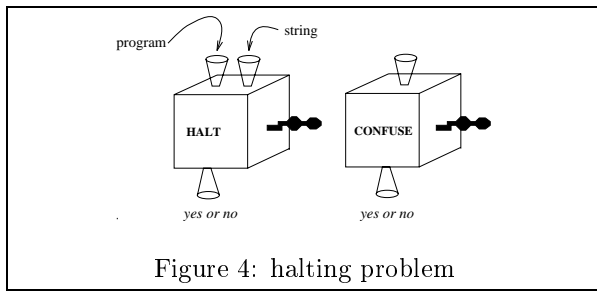 program
string
HALT
CONFUSE
yes or no
yes or no
Figure 4: halting problem